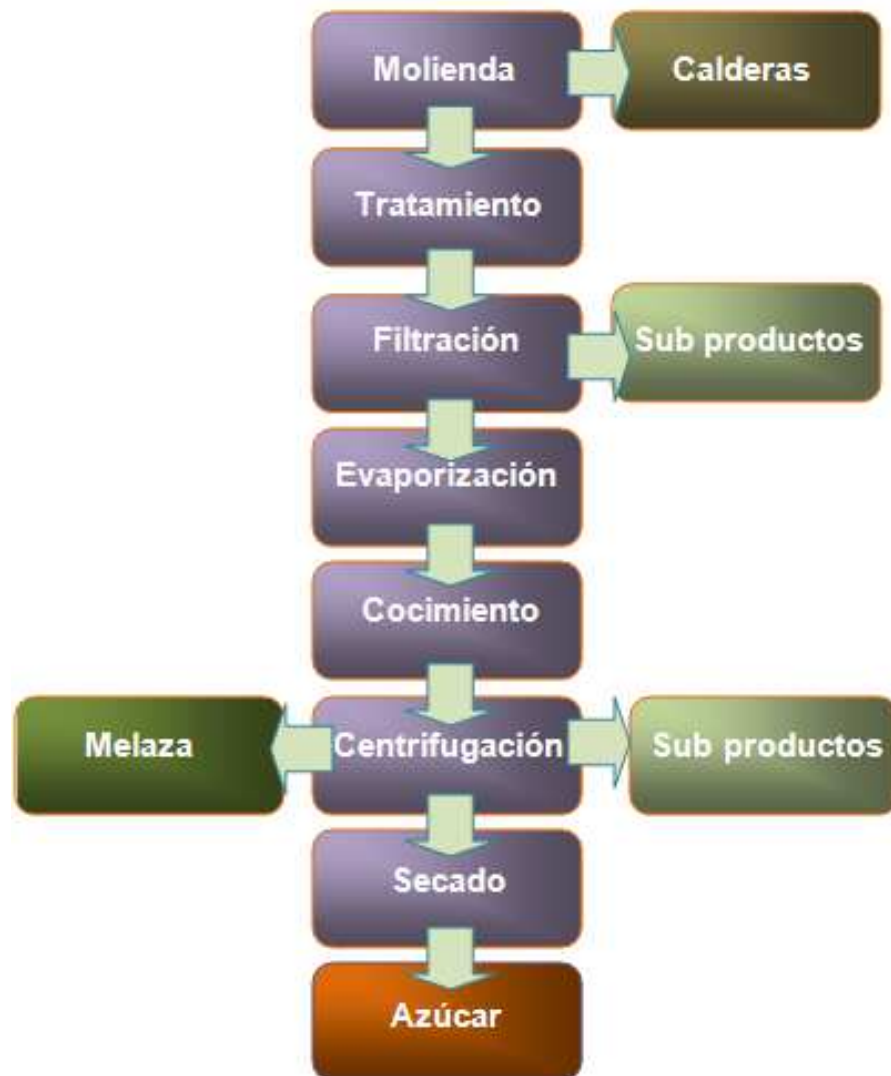 Molienda
Calderas
Tratamiento
Filtración
Sub productos
Evaporización
Cocimiento
Melaza
Centrifugación
Sub productos
Secado
Azúcar